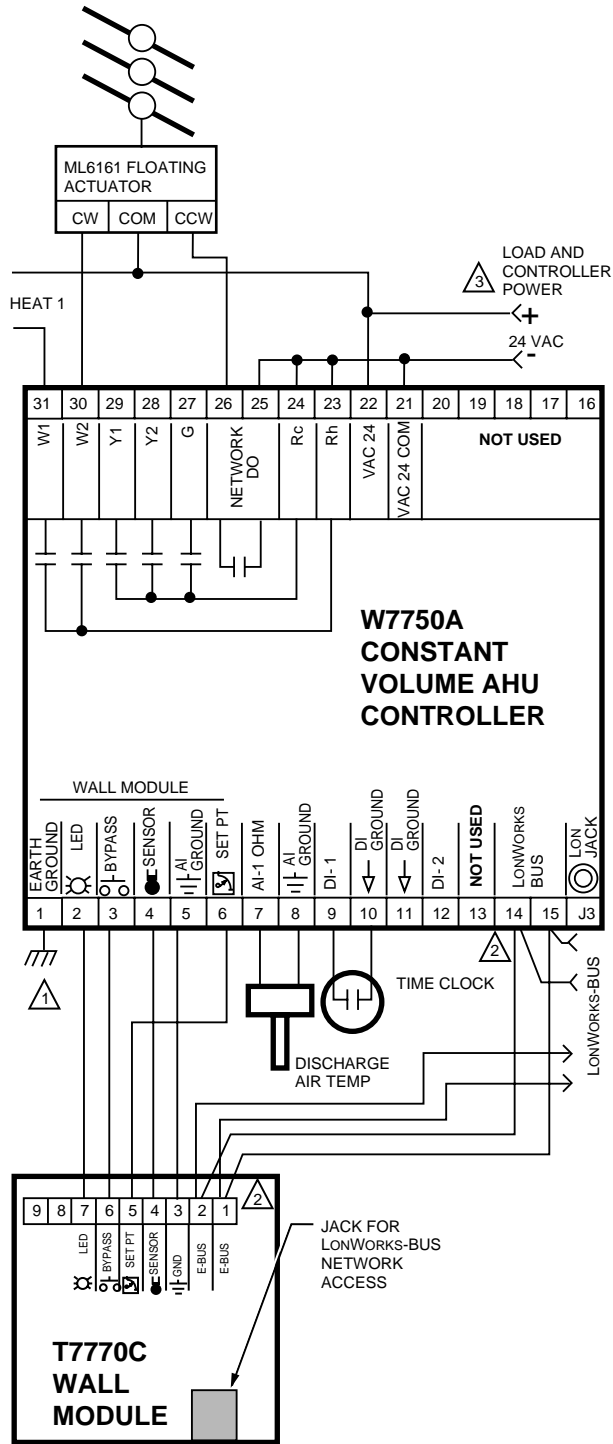 ML6161 FLOATING
ACTUATOR
CW COM CCW
3
LOAD AND
CONTROLLER
POWER
HEAT 1
+
24 VAC
-
31 30 29 28 27 26 25 24 23 22 21 20 19 18 17 16
W1 W2 Y1 Y2 G NETWORK DO Rc Rh VAC 24 VAC 24 COM NOT USED
W7750A
CONSTANT
VOLUME AHU
CONTROLLER
WALL MODULE
EARTH GROUND LED BYPASS SENSOR AI GROUND SET PT AI-1 OHM AI GROUND DI-1 DI GROUND DI GROUND DI-2 NOT USED LONWORKS BUS LON JACK
1 2 3 4 5 6 7 8 9 10 11 12 13 14 15 J3
1
2
TIME CLOCK
DISCHARGE
AIR TEMP
LONWORKS-BUS
9 8 7 6 5 4 3 2 1
2
LED BYPASS SET PT SENSOR GND E-BUS E-BUS
JACK FOR
LONWORKS-BUS
NETWORK
ACCESS
T7770C
WALL
MODULE